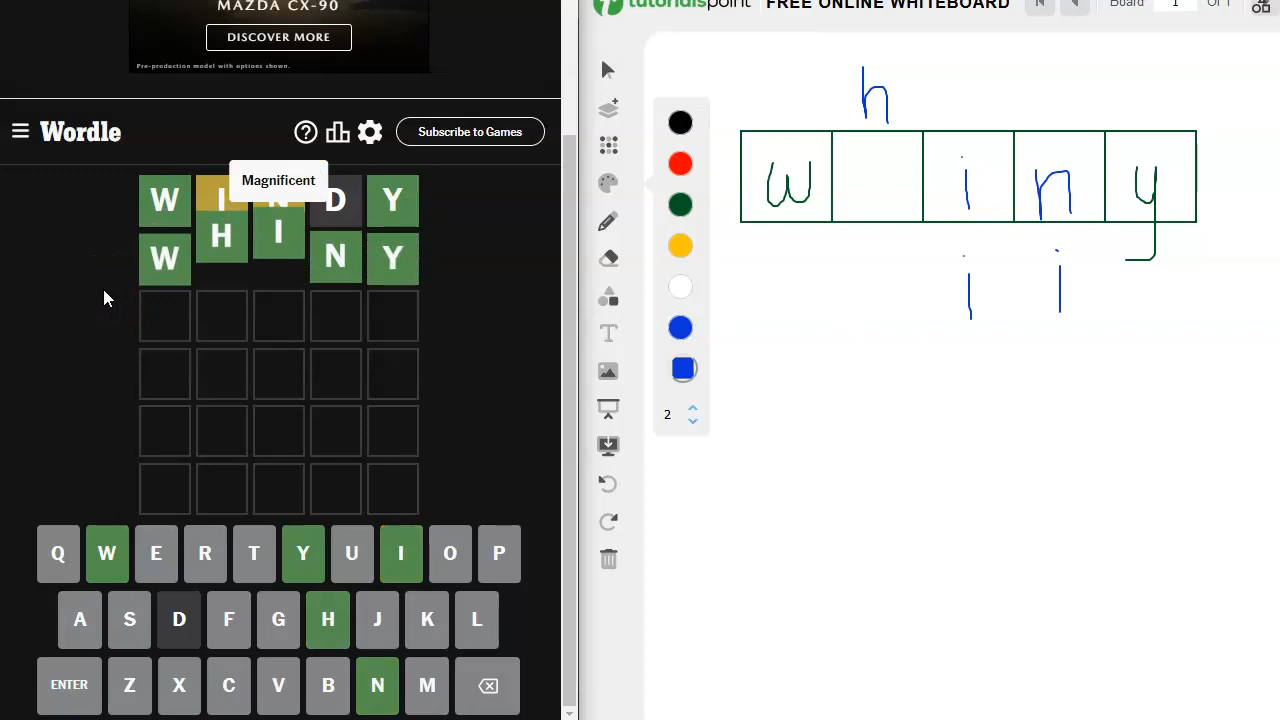 MAZDA CX-90
DISCOVER MORE
Pre-production model with options shown.
Wordle
Subscribe to Games
Magnificent
W I N D Y
W H I N Y
Q W E R T Y U I O P
A S D F G H J K L
ENTER Z X C V B N M
tutorialspoint FREE ONLINE WHITEBOARD
Board 1 Of 1
T
2
h
w i n y
i i